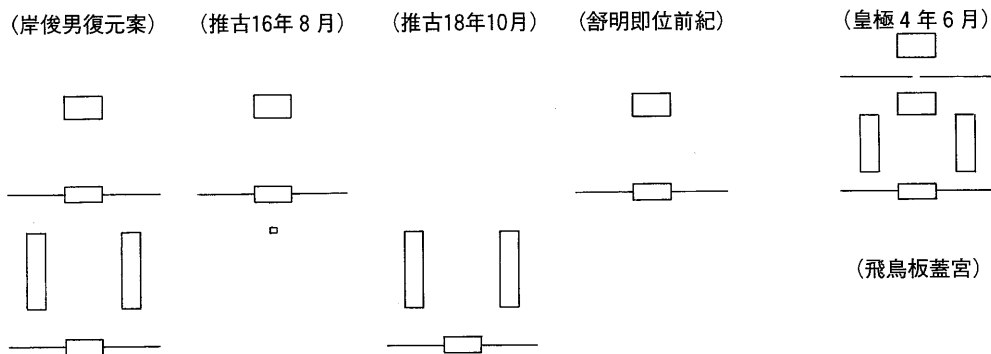 （岸俊男復元案）
（推古16年８月）
（推古18年10月）
（舒明即位前紀）
（皇極４年６月）
（飛鳥板蓋宮）